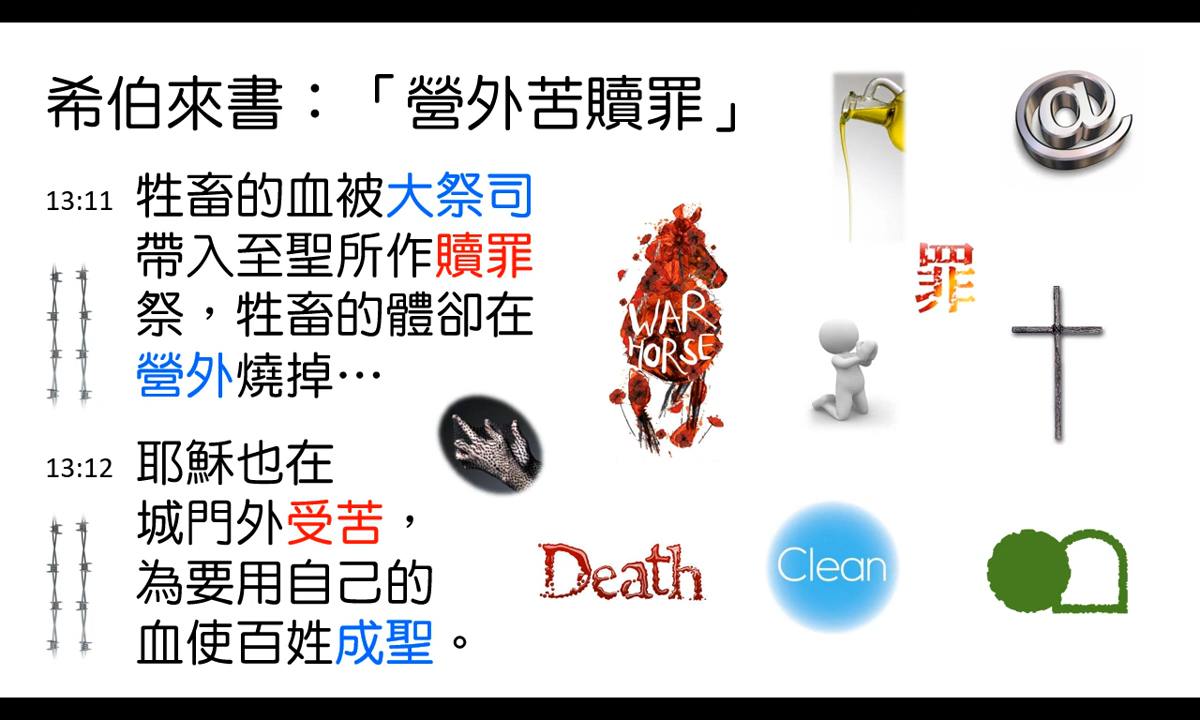 希伯來書：「營外苦贖罪」
13:11 牲畜的血被大祭司
帶入至聖所作贖罪
祭，牲畜的體卻在
營外燒掉…
13:12 耶穌也在
城門外受苦，
為要用自己的
血使百姓成聖。
@
罪
WAR
HORSE
Death
Clean